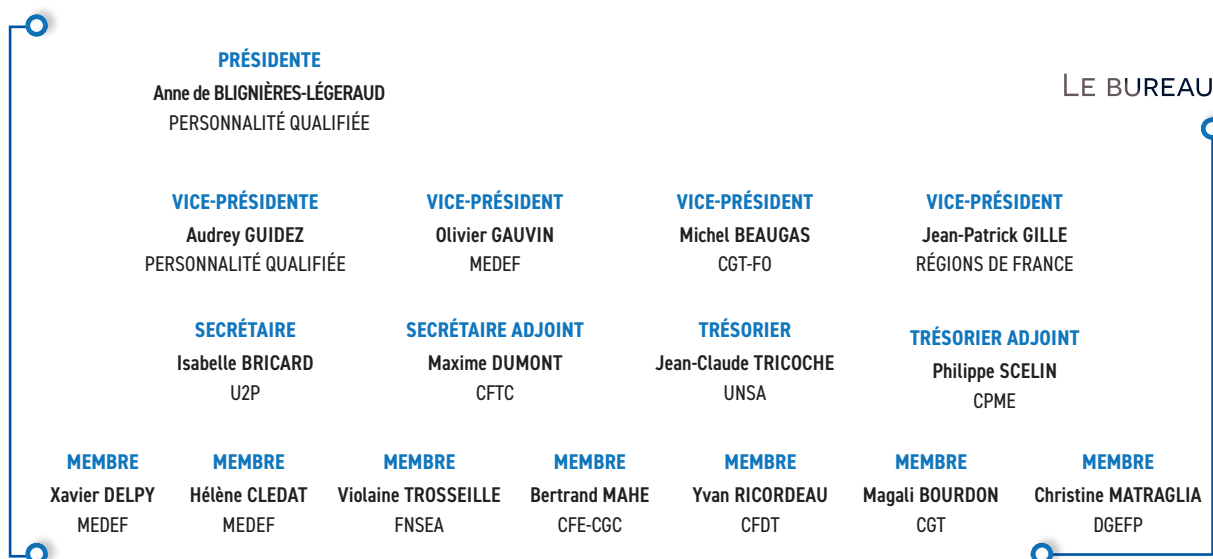 PRÉSIDENTE
Anne de BLIGNIÈRES-LÉGERAUD
PERSONNALITÉ QUALIFIÉE
LE BUREAU
VICE-PRÉSIDENTE
Audrey GUIDEZ
PERSONNALITÉ QUALIFIÉE
VICE-PRÉSIDENT
Olivier GAUVIN
MEDEF
VICE-PRÉSIDENT
Michel BEAUGAS
CGT-FO
VICE-PRÉSIDENT
Jean-Patrick GILLE
RÉGIONS DE FRANCE
SECRÉTAIRE
Isabelle BRICARD
U2P
SECRÉTAIRE ADJOINT
Maxime DUMONT
CFTC
TRÉSORIER
Jean-Claude TRICOCHE
UNSA
TRÉSORIER ADJOINT
Philippe SCELIN
CPME
MEMBRE
Xavier DELPY
MEDEF
MEMBRE
Hélène CLEDAT
MEDEF
MEMBRE
Violaine TROSSEILLE
FNSEA
MEMBRE
Bertrand MAHE
CFE-CGC
MEMBRE
Yvan RICORDEAU
CFDT
MEMBRE
Magali BOURDON
CGT
MEMBRE
Christine MATRAGLIA
DGEFP